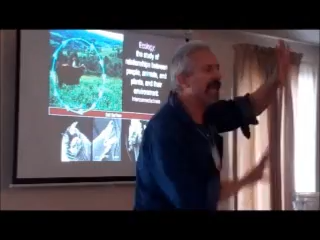 Ecology
the study of
relationships between
people, animals, and
plants, and their
environment.